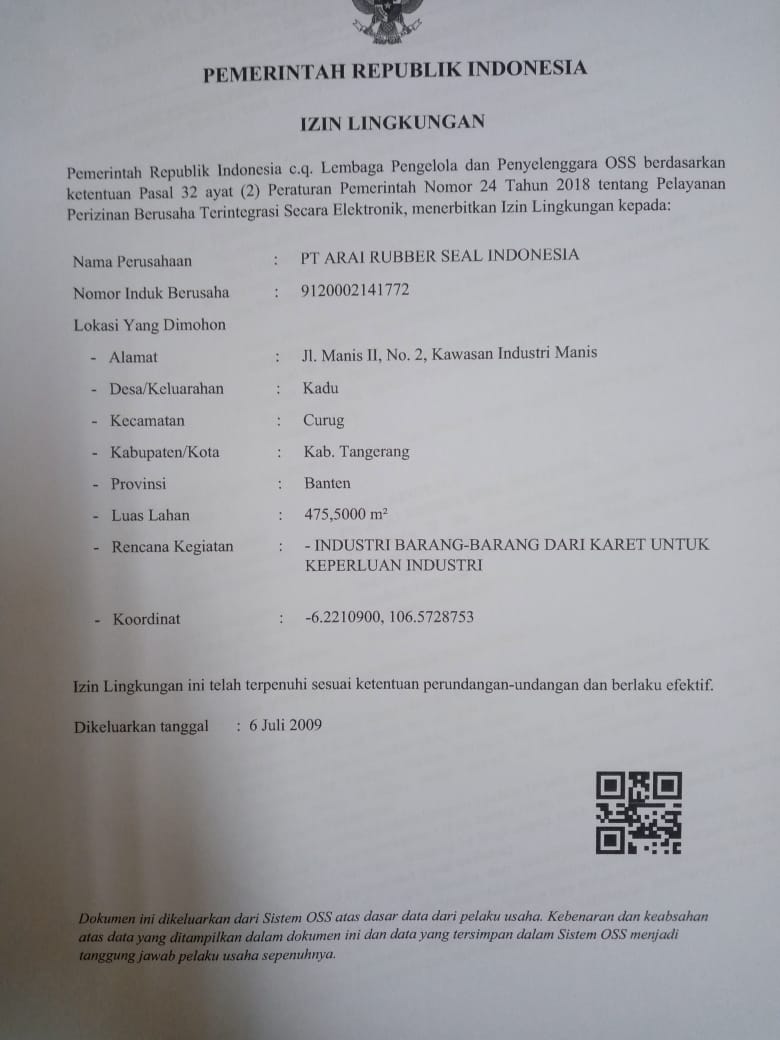 PEMERINTAH REPUBLIK INDONESIA
IZIN LINGKUNGAN
Pemerintah Republik Indonesia c.q. Lembaga Pengelola dan Penyelenggara OSS berdasarkan
ketentuan Pasal 32 ayat (2) Peraturan Pemerintah Nomor 24 Tahun 2018 tentang Pelayanan
Perizinan Berusaha Terintegrasi Secara Elektronik, menerbitkan Izin Lingkungan kepada:
Nama Perusahaan : PT ARAI RUBBER SEAL INDONESIA
Nomor Induk Berusaha : 9120002141772
Lokasi Yang Dimohon
- Alamat : Jl. Manis II, No. 2, Kawasan Industri Manis
- Desa/Keluarahan : Kadu
- Kecamatan : Curug
- Kabupaten/Kota : Kab. Tangerang
- Provinsi : Banten
- Luas Lahan : 475,5000 m²
- Rencana Kegiatan : - INDUSTRI BARANG-BARANG DARI KARET UNTUK
KEPERLUAN INDUSTRI
- Koordinat : -6.2210900, 106.5728753
Izin Lingkungan ini telah terpenuhi sesuai ketentuan perundangan-undangan dan berlaku efektif.
Dikeluarkan tanggal : 6 Juli 2009
Dokumen ini dikeluarkan dari Sistem OSS atas dasar data dari pelaku usaha. Kebenaran dan keabsahan
atas data yang ditampilkan dalam dokumen ini dan data yang tersimpan dalam Sistem OSS menjadi
tanggung jawab pelaku usaha sepenuhnya.